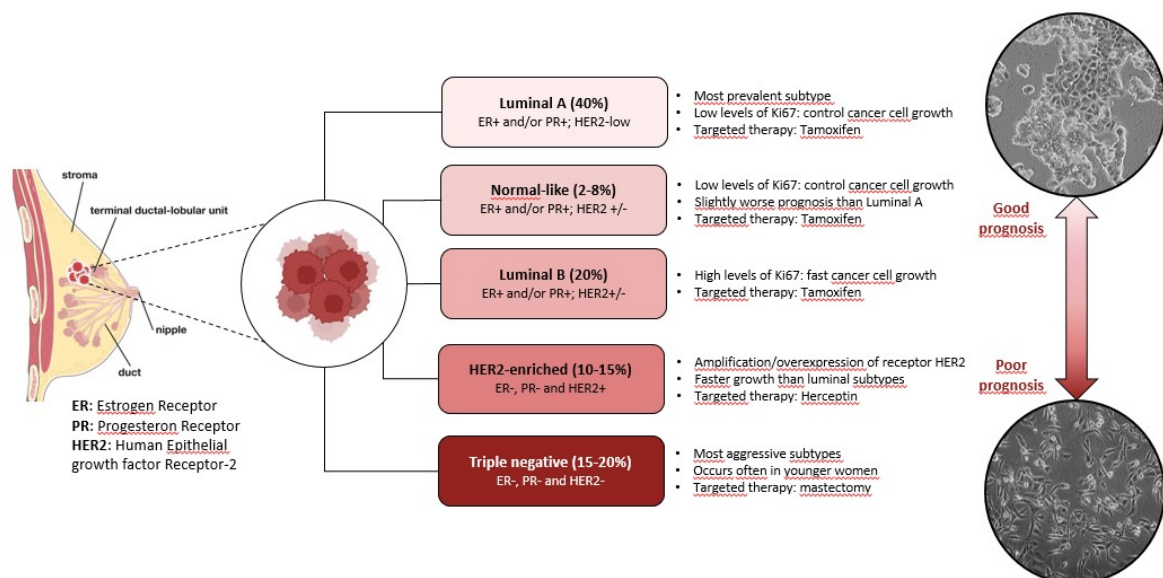 stroma
terminal ductal-lobular unit
nipple
duct
ER: Estrogen Receptor
PR: Progesteron Receptor
HER2: Human Epithelial
growth factor Receptor-2
Luminal A (40%)
ER+ and/or PR+; HER2-low
• Most prevalent subtype
• Low levels of Ki67: control cancer cell growth
• Targeted therapy: Tamoxifen
Normal-like (2-8%)
ER+ and/or PR+; HER2 +/-
• Low levels of Ki67: control cancer cell growth
• Slightly worse prognosis than Luminal A
• Targeted therapy: Tamoxifen
Luminal B (20%)
ER+ and/or PR+; HER2+/-
• High levels of Ki67: fast cancer cell growth
• Targeted therapy: Tamoxifen
HER2-enriched (10-15%)
ER-, PR- and HER2+
• Amplification/overexpression of receptor HER2
• Faster growth than luminal subtypes
• Targeted therapy: Herceptin
Triple negative (15-20%)
ER-, PR- and HER2-
• Most aggressive subtypes
• Occurs often in younger women
• Targeted therapy: mastectomy
Good
prognosis
Poor
prognosis